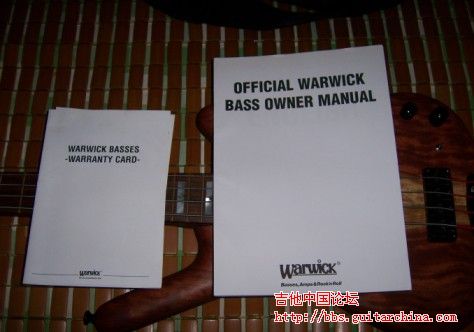 WARWICK BASSES
-WARRANTY CARD-
Warwick
OFFICIAL WARWICK
BASS OWNER MANUAL
Warwick®
Basses, Amps & Rock'n Roll
吉他中国论坛
http://bbs.guitarchina.com